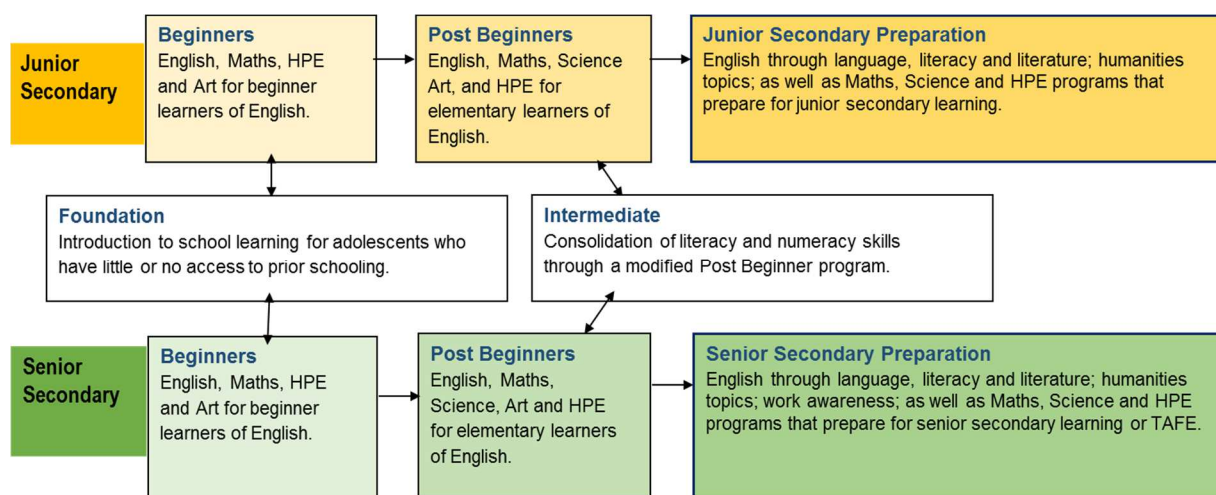 Junior
Secondary
Beginners
English, Maths, HPE
and Art for beginner
learners of English.
Post Beginners
English, Maths, Science
Art, and HPE for
elementary learners of
English.
Junior Secondary Preparation
English through language, literacy and literature; humanities
topics; as well as Maths, Science and HPE programs that
prepare for junior secondary learning.
Foundation
Introduction to school learning for adolescents who
have little or no access to prior schooling.
Intermediate
Consolidation of literacy and numeracy skills
through a modified Post Beginner program.
Senior
Secondary
Beginners
English, Maths, HPE
and Art for beginner
learners of English.
Post Beginners
English, Maths,
Science, Art and HPE
for elementary learners
of English.
Senior Secondary Preparation
English through language, literacy and literature; humanities
topics; work awareness; as well as Maths, Science and HPE
programs that prepare for senior secondary learning or TAFE.